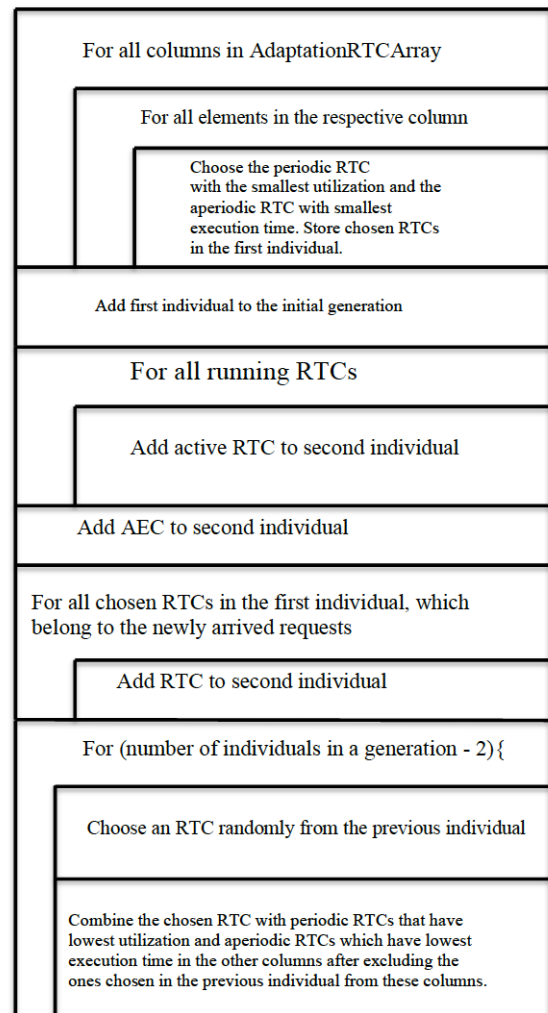 For all columns in AdaptationRTCArray
For all elements in the respective column
Choose the periodic RTC
with the smallest utilization and the
aperiodic RTC with smallest
execution time. Store chosen RTCs
in the first individual.
Add first individual to the initial generation
For all running RTCs
Add active RTC to second individual
Add AEC to second individual
For all chosen RTCs in the first individual, which
belong to the newly arrived requests
Add RTC to second individual
For (number of individuals in a generation - 2){
Choose an RTC randomly from the previous individual
Combine the chosen RTC with periodic RTCs that have
lowest utilization and aperiodic RTCs which have lowest
execution time in the other columns after excluding the
ones chosen in the previous individual from these columns.